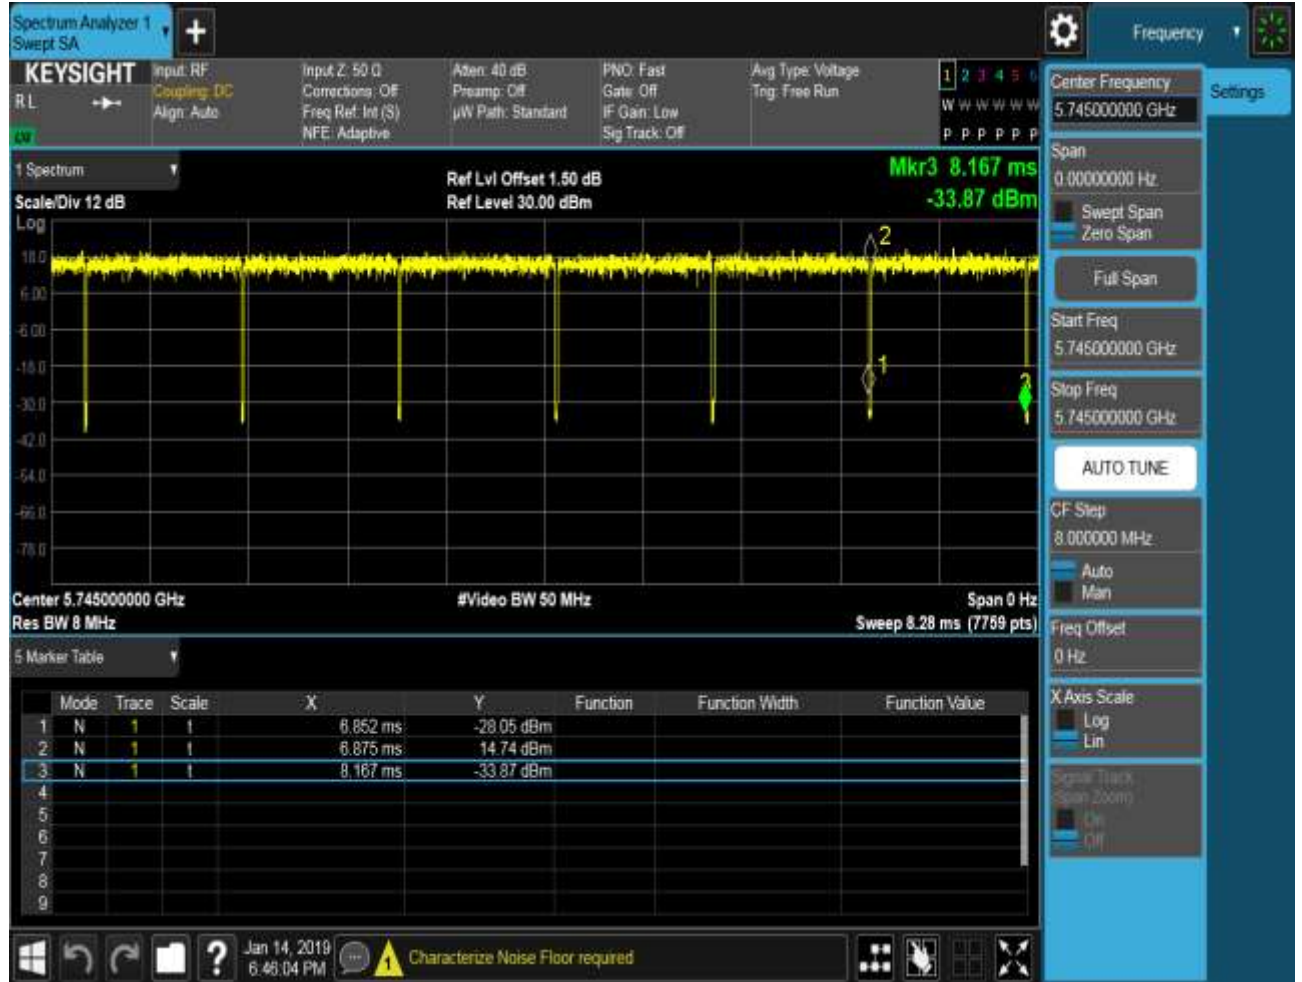 Spectrum Analyzer 1
Swept SA
Frequency
KEYSIGHT
RL
Input: RF
Coupling: DC
Align: Auto
Input Z: 50 Ω
Corrections: Off
Freq Ref: Int (S)
NFE: Adaptive
Atten: 40 dB
Preamp: Off
µW Path: Standard
PNO: Fast
Gate: Off
IF Gain: Low
Sig Track: Off
Avg Type: Voltage
Trig: Free Run
1 2 3 4 5 6
W W W W W W
P P P P P P
1 Spectrum
Scale/Div 12 dB
Ref Lvl Offset 1.50 dB
Ref Level 30.00 dBm
Mkr3 8.167 ms
-33.87 dBm
Log
18.0
6.00
-6.00
-18.0
-30.0
-42.0
-54.0
-66.0
-78.0
2
1
3
Center 5.745000000 GHz
#Video BW 50 MHz
Span 0 Hz
Res BW 8 MHz
Sweep 8.28 ms (7759 pts)
5 Marker Table
Mode Trace Scale X Y Function Function Width Function Value
1 N 1 t 6.852 ms -28.05 dBm
2 N 1 t 6.875 ms 14.74 dBm
3 N 1 t 8.167 ms -33.87 dBm
4
5
6
7
8
9
Jan 14, 2019
6:46:04 PM
?
1
Characterize Noise Floor required
Settings
Center Frequency
5.745000000 GHz
Span
0.00000000 Hz
Swept Span
Zero Span
Full Span
Start Freq
5.745000000 GHz
Stop Freq
5.745000000 GHz
AUTO TUNE
CF Step
8.000000 MHz
Auto
Man
Freq Offset
0 Hz
X Axis Scale
Log
Lin
Signal Track
(Span Zoom)
On
Off